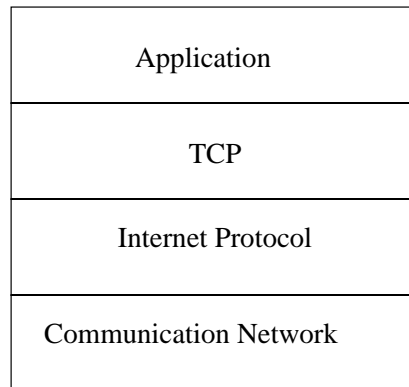 Application
TCP
Internet Protocol
Communication Network